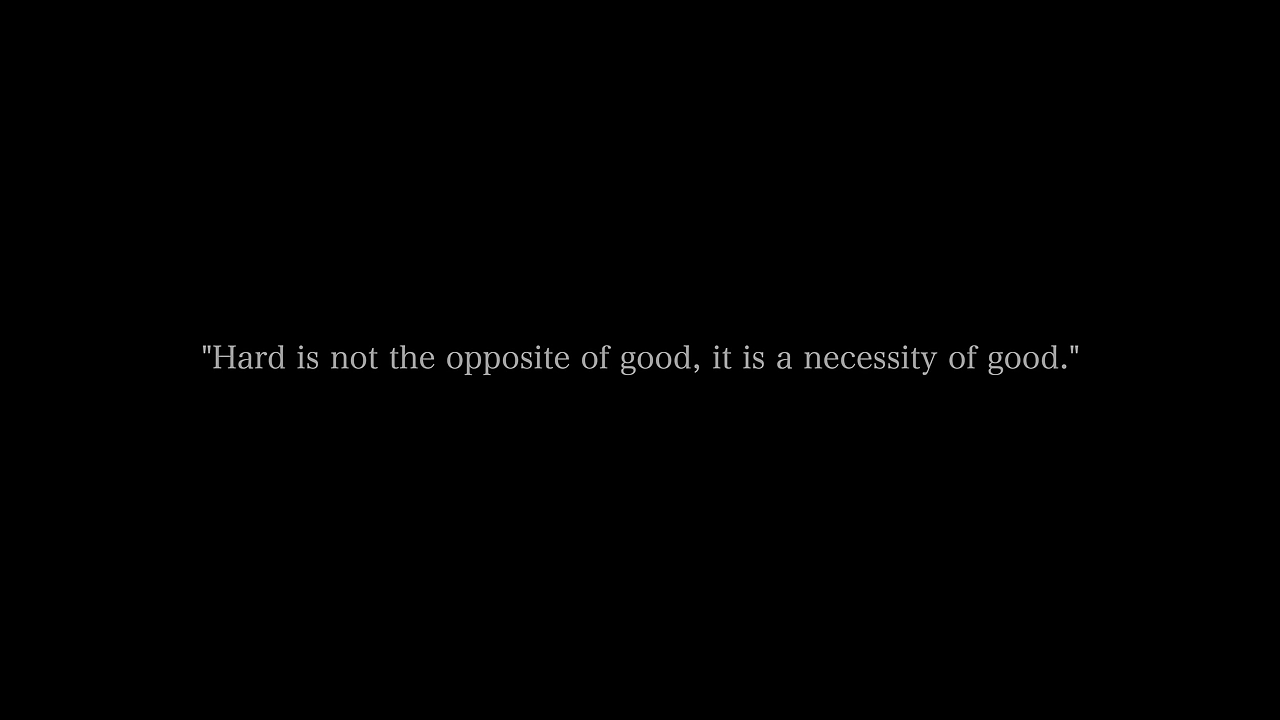 "Hard is not the opposite of good, it is a necessity of good."